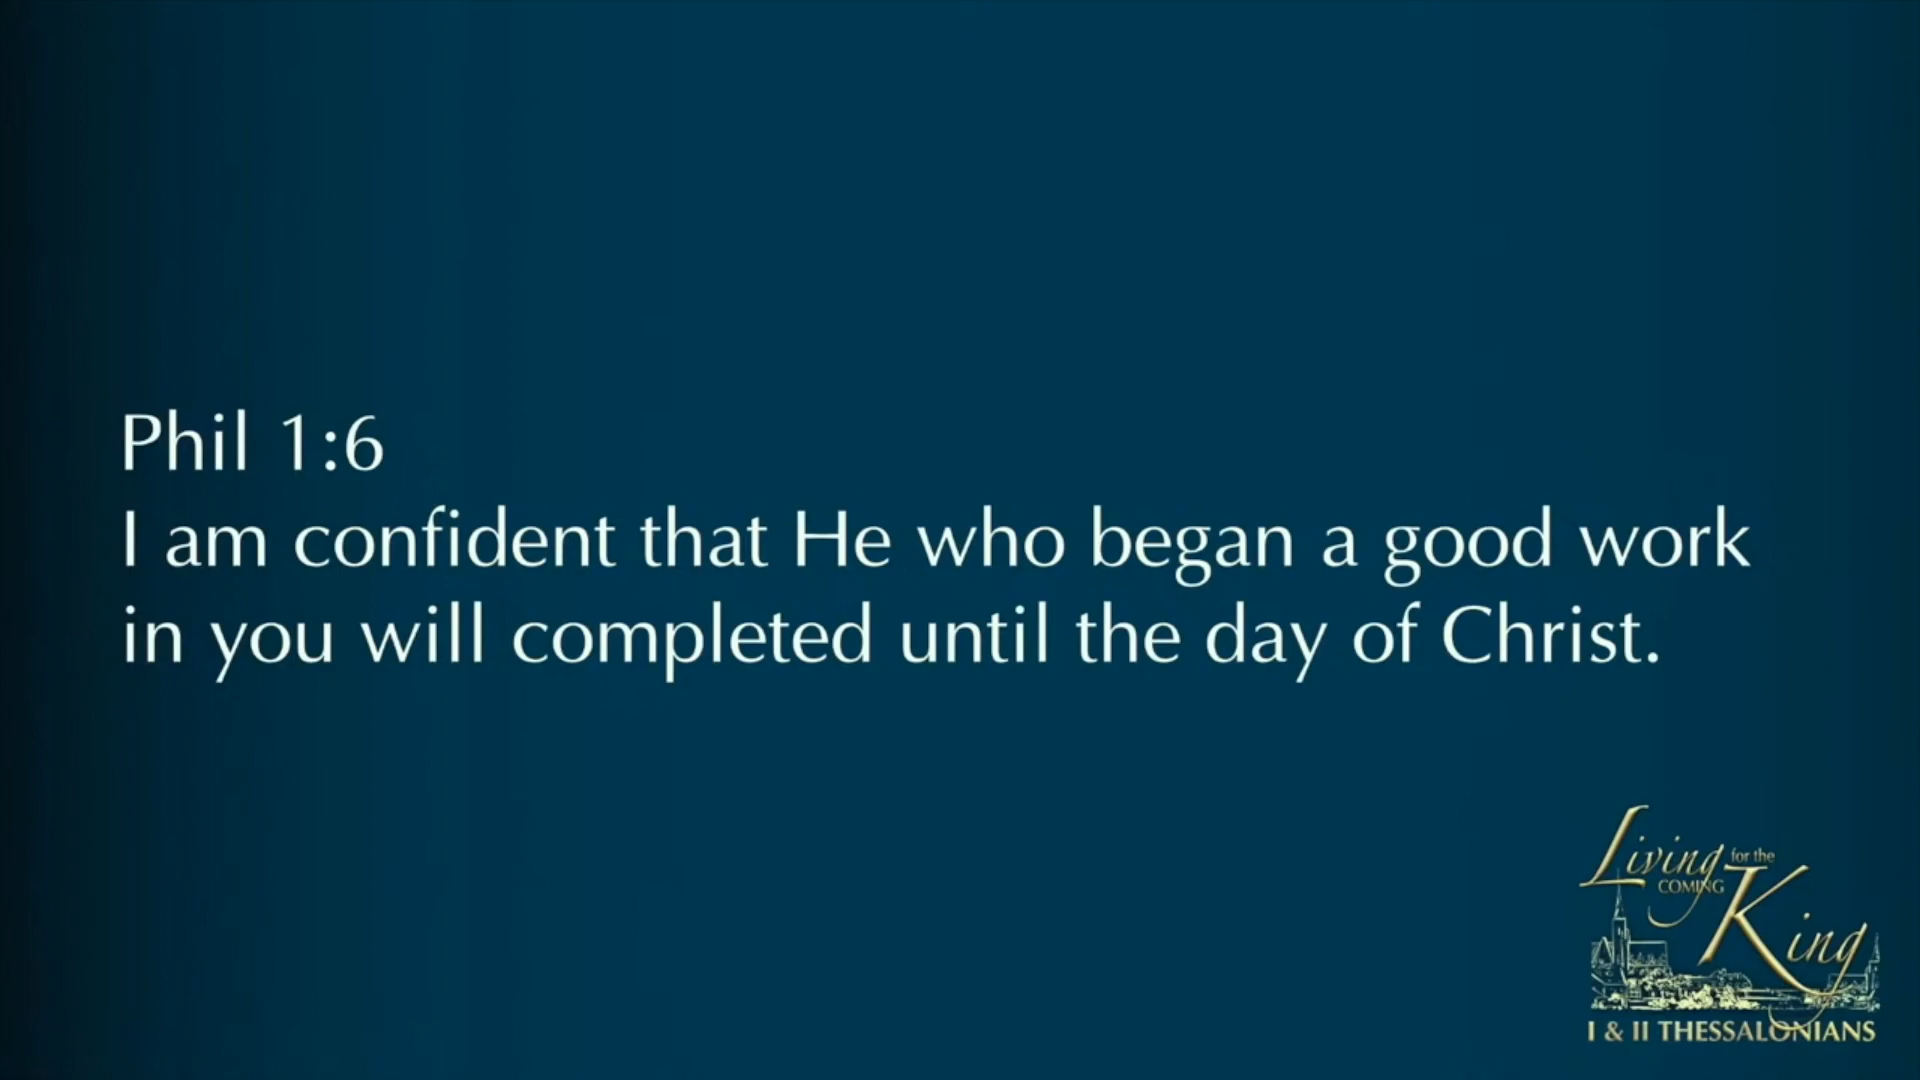 Phil 1:6
I am confident that He who began a good work
in you will completed until the day of Christ.
Living for the
COMING
King
I & II THESSALONIANS